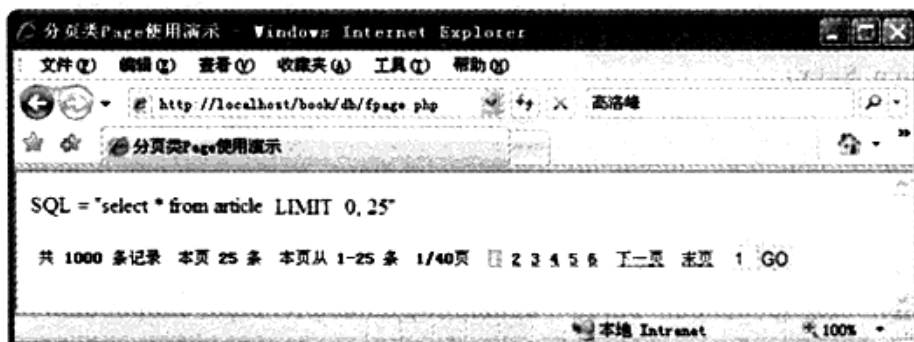 分页类Page使用演示 - Windows Internet Explorer
文件(F) 编辑(E) 查看(V) 收藏夹(A) 工具(T) 帮助(H)
http://localhost/book/db/fpage.php 高洛峰
分页类Page使用演示
SQL = "select * from article LIMIT 0, 25"
共 1000 条记录 本页 25 条 本页从 1-25 条 1/40页 1 2 3 4 5 6 下一页 末页 1 GO
本地 Intranet 100%